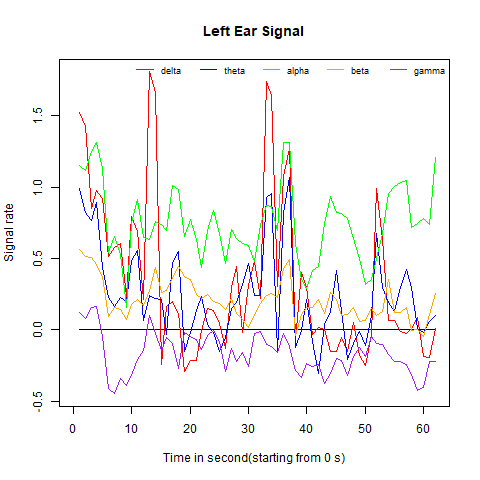 Left Ear Signal
delta theta alpha beta gamma
Signal rate
1.5
1.0
0.5
0.0
-0.5
0 10 20 30 40 50 60
Time in second(starting from 0 s)